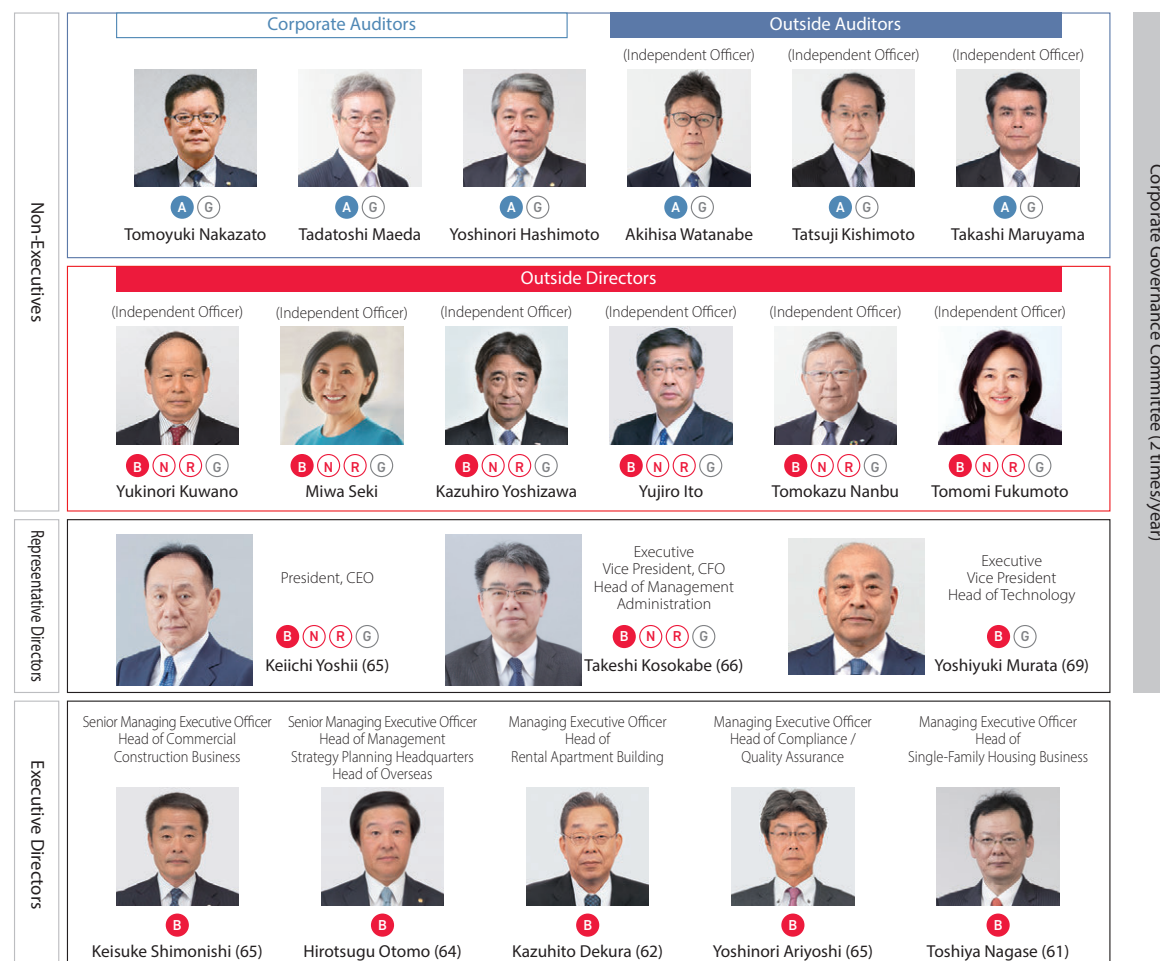 Corporate Auditors
Outside Auditors
(Independent Officer)
(Independent Officer)
(Independent Officer)
A G
A G
A G
A G
A G
A G
Tomoyuki Nakazato
Tadatoshi Maeda
Yoshinori Hashimoto
Akihisa Watanabe
Tatsuji Kishimoto
Takashi Maruyama
Non-Executives
Outside Directors
(Independent Officer)
(Independent Officer)
(Independent Officer)
(Independent Officer)
(Independent Officer)
(Independent Officer)
B N R G
B N R G
B N R G
B N R G
B N R G
B N R G
Yukinori Kuwano
Miwa Seki
Kazuhiro Yoshizawa
Yujiro Ito
Tomokazu Nanbu
Tomomi Fukumoto
Corporate Governance Committee (2 times/year)
Representative Directors
President, CEO
B N R G
Keiichi Yoshii (65)
Executive
Vice President, CFO
Head of Management
Administration
B N R G
Takeshi Kosokabe (66)
Executive
Vice President
Head of Technology
B G
Yoshiyuki Murata (69)
Executive Directors
Senior Managing Executive Officer
Head of Commercial
Construction Business
B
Keisuke Shimonishi (65)
Senior Managing Executive Officer
Head of Management
Strategy Planning Headquarters
Head of Overseas
B
Hirotsugu Otomo (64)
Managing Executive Officer
Head of
Rental Apartment Building
B
Kazuhito Dekura (62)
Managing Executive Officer
Head of Compliance /
Quality Assurance
B
Yoshinori Ariyoshi (65)
Managing Executive Officer
Head of
Single-Family Housing Business
B
Toshiya Nagase (61)